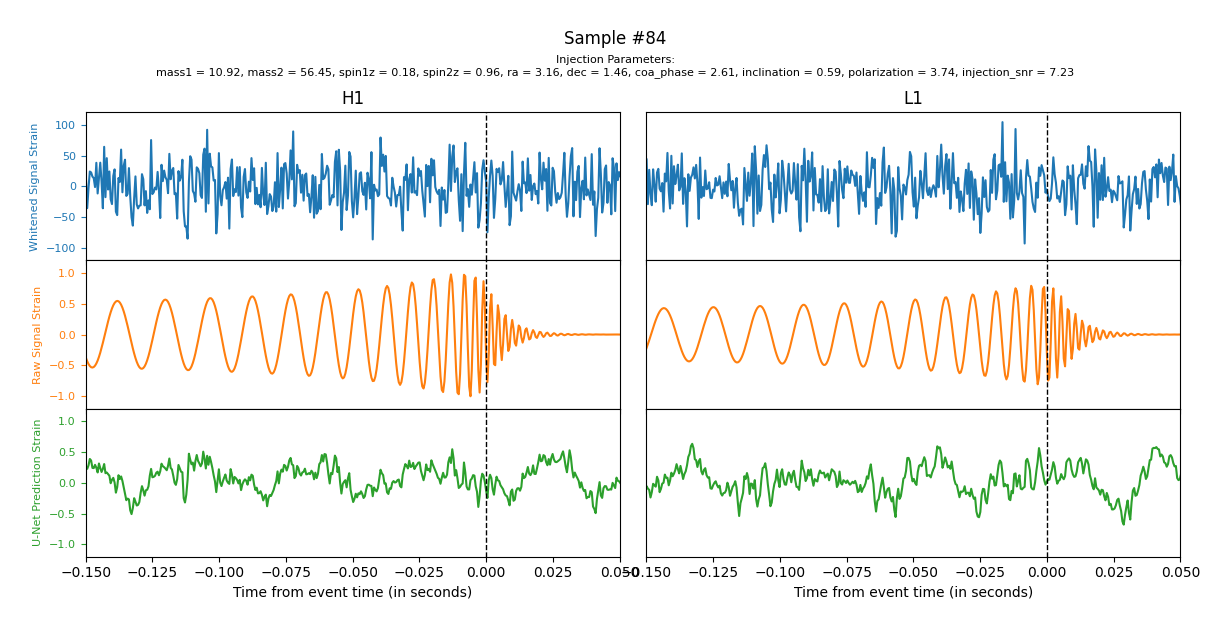 Sample #84
Injection Parameters:
mass1 = 10.92, mass2 = 56.45, spin1z = 0.18, spin2z = 0.96, ra = 3.16, dec = 1.46, coa_phase = 2.61, inclination = 0.59, polarization = 3.74, injection_snr = 7.23
H1
L1
Whitened Signal Strain
100
50
0
−50
−100
Raw Signal Strain
1.0
0.5
0.0
−0.5
−1.0
U-Net Prediction Strain
1.0
0.5
0.0
−0.5
−1.0
−0.150 −0.125 −0.100 −0.075 −0.050 −0.025 0.000 0.025 0.050
−0.150 −0.125 −0.100 −0.075 −0.050 −0.025 0.000 0.025 0.050
Time from event time (in seconds)
Time from event time (in seconds)